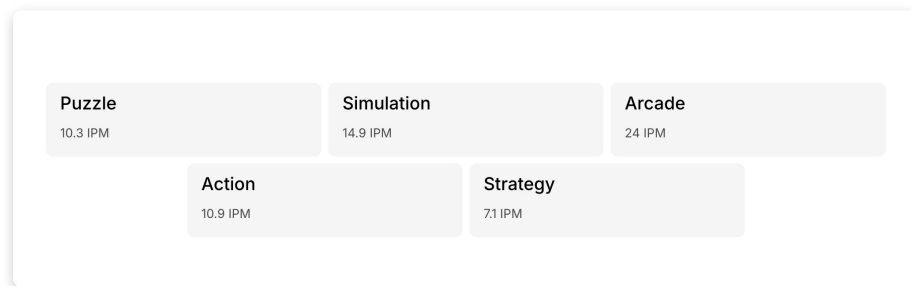 Puzzle
10.3 IPM
Simulation
14.9 IPM
Arcade
24 IPM
Action
10.9 IPM
Strategy
7.1 IPM